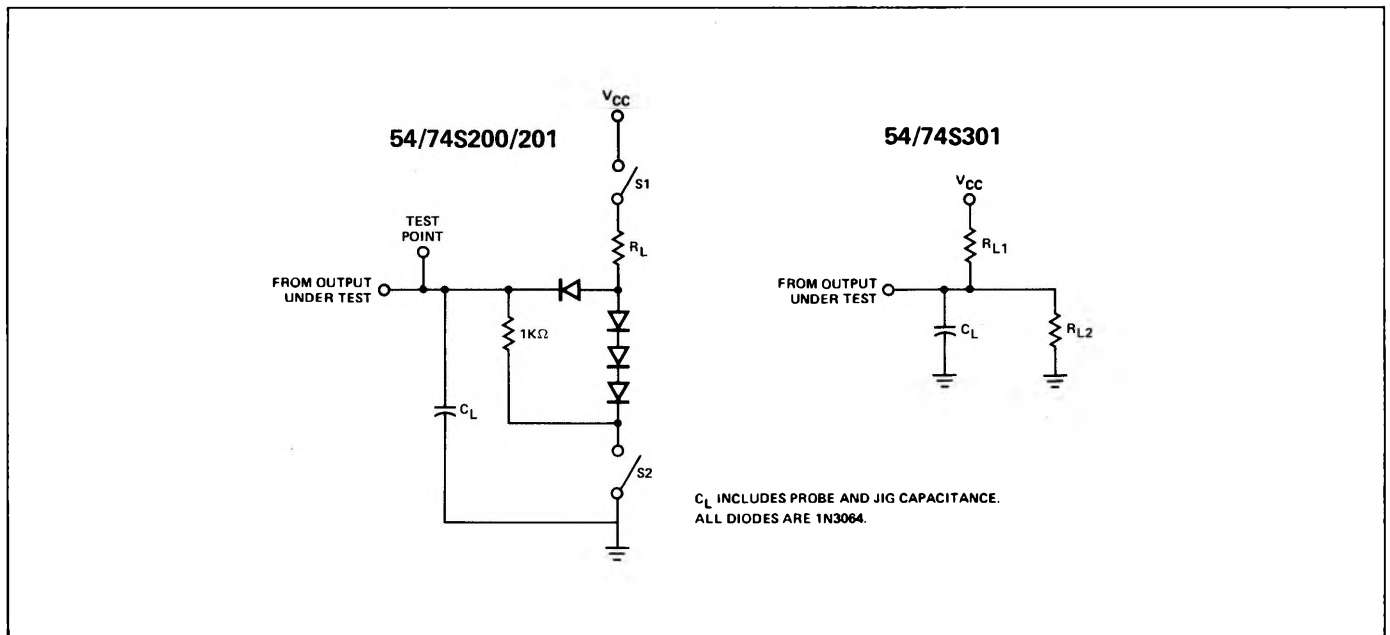 54/74S200/201
VCC
S1
RL
TEST
POINT
FROM OUTPUT
UNDER TEST
1KΩ
CL
S2
54/74S301
VCC
RL1
FROM OUTPUT
UNDER TEST
CL
RL2
CL INCLUDES PROBE AND JIG CAPACITANCE.
ALL DIODES ARE 1N3064.